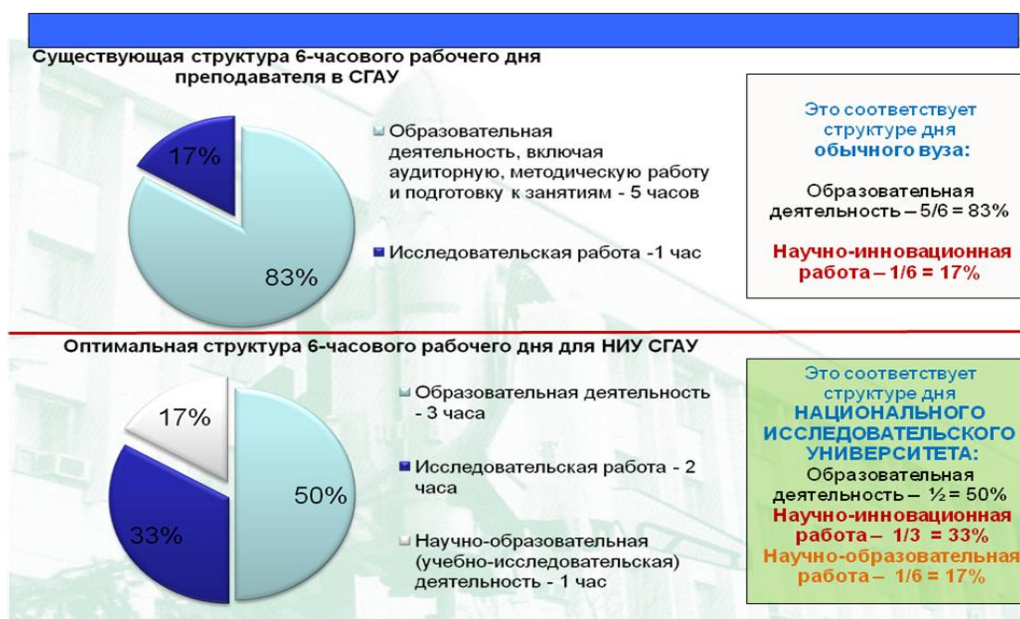 Существующая структура 6-часового рабочего дня
преподавателя в СГАУ
17%
83%
Образовательная
деятельность, включая
аудиторную, методическую работу
и подготовку к занятиям - 5 часов
Исследовательская работа -1 час
Это соответствует
структуре дня
обычного вуза:
Образовательная
деятельность – 5/6 = 83%
Научно-инновационная
работа – 1/6 = 17%
Оптимальная структура 6-часового рабочего дня для НИУ СГАУ
17%
50%
33%
Образовательная деятельность
- 3 часа
Исследовательская работа - 2
часа
Научно-образовательная
(учебно-исследовательская)
деятельность - 1 час
Это соответствует
структуре дня
НАЦИОНАЛЬНОГО
ИССЛЕДОВАТЕЛЬСКОГО
УНИВЕРСИТЕТА:
Образовательная
деятельность – ½ = 50%
Научно-инновационная
работа – 1/3 = 33%
Научно-образовательная
работа – 1/6 = 17%